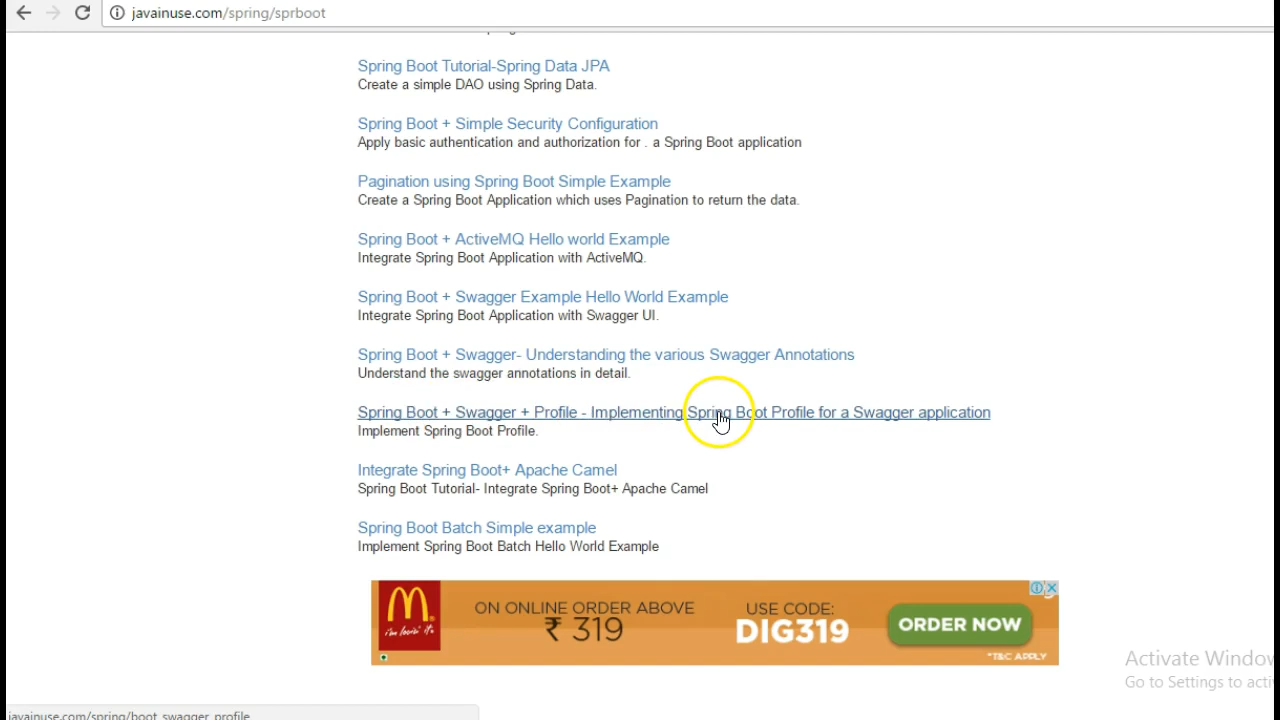 javainuse.com/spring/sprboot
Spring Boot Tutorial-Spring Data JPA
Create a simple DAO using Spring Data.
Spring Boot + Simple Security Configuration
Apply basic authentication and authorization for . a Spring Boot application
Pagination using Spring Boot Simple Example
Create a Spring Boot Application which uses Pagination to return the data.
Spring Boot + ActiveMQ Hello world Example
Integrate Spring Boot Application with ActiveMQ.
Spring Boot + Swagger Example Hello World Example
Integrate Spring Boot Application with Swagger UI.
Spring Boot + Swagger- Understanding the various Swagger Annotations
Understand the swagger annotations in detail.
Spring Boot + Swagger + Profile - Implementing Spring Boot Profile for a Swagger application
Implement Spring Boot Profile.
Integrate Spring Boot+ Apache Camel
Spring Boot Tutorial- Integrate Spring Boot+ Apache Camel
Spring Boot Batch Simple example
Implement Spring Boot Batch Hello World Example
i'm lovin' it
ON ONLINE ORDER ABOVE
₹ 319
USE CODE:
DIG319
ORDER NOW
*T&C APPLY
Activate Window
Go to Settings to acti
javainuse.com/spring/boot_swagger_profile